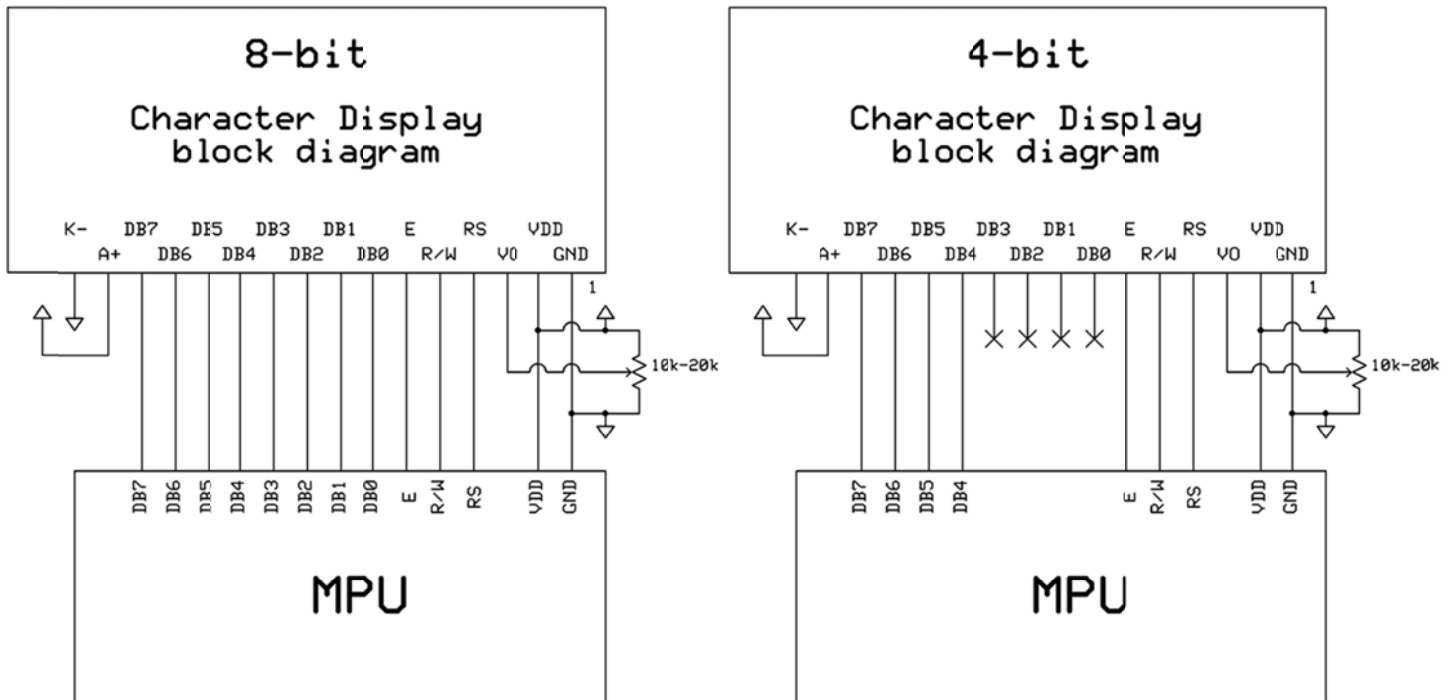 8-bit
Character Display
block diagram
K- DB7 DB5 DB3 DB1 E RS VDD
A+ DB6 DB4 DB2 DB0 R/W V0 GND
1
10k-20k
DB7 DB6 DB5 DB4 DB3 DB2 DB1 DB0 E R/W RS VDD GND
MPU
4-bit
Character Display
block diagram
K- DB7 DB5 DB3 DB1 E RS VDD
A+ DB6 DB4 DB2 DB0 R/W VO GND
1
10k-20k
DB7 DB6 DB5 DB4 E R/W RS VDD GND
MPU